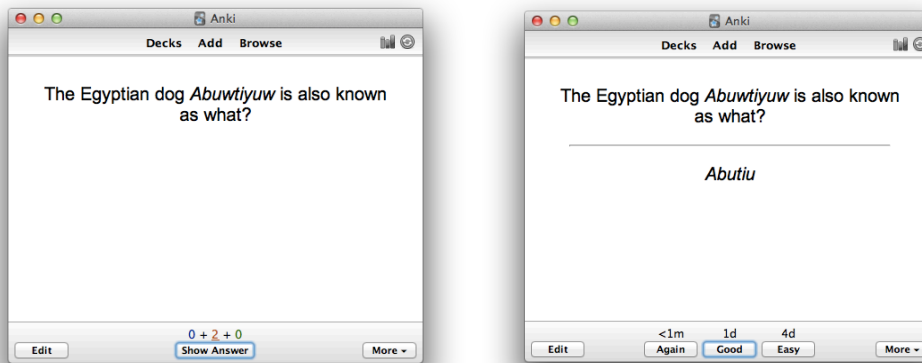 Anki
Decks Add Browse
The Egyptian dog Abuwtiyuw is also known
as what?
0 + 2 + 0
Edit Show Answer More
Anki
Decks Add Browse
The Egyptian dog Abuwtiyuw is also known
as what?
Abutiu
<1m 1d 4d
Edit Again Good Easy More